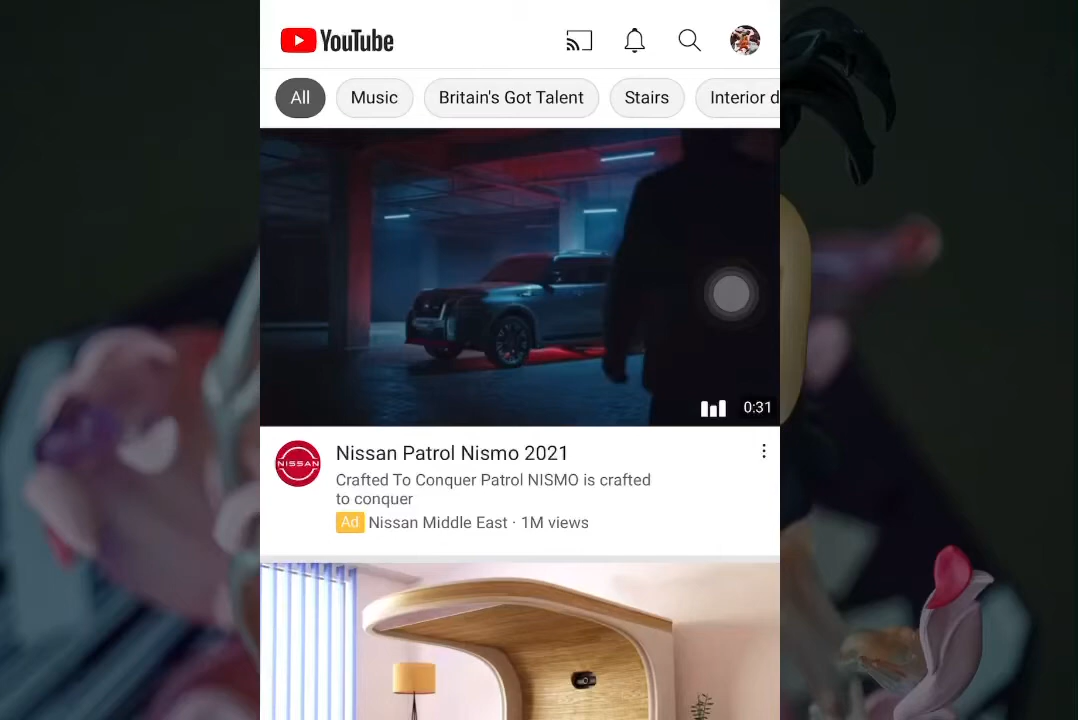 YouTube
All Music Britain's Got Talent Stairs Interior d
0:31
NISSAN
Nissan Patrol Nismo 2021
Crafted To Conquer Patrol NISMO is crafted
to conquer
Ad Nissan Middle East · 1M views